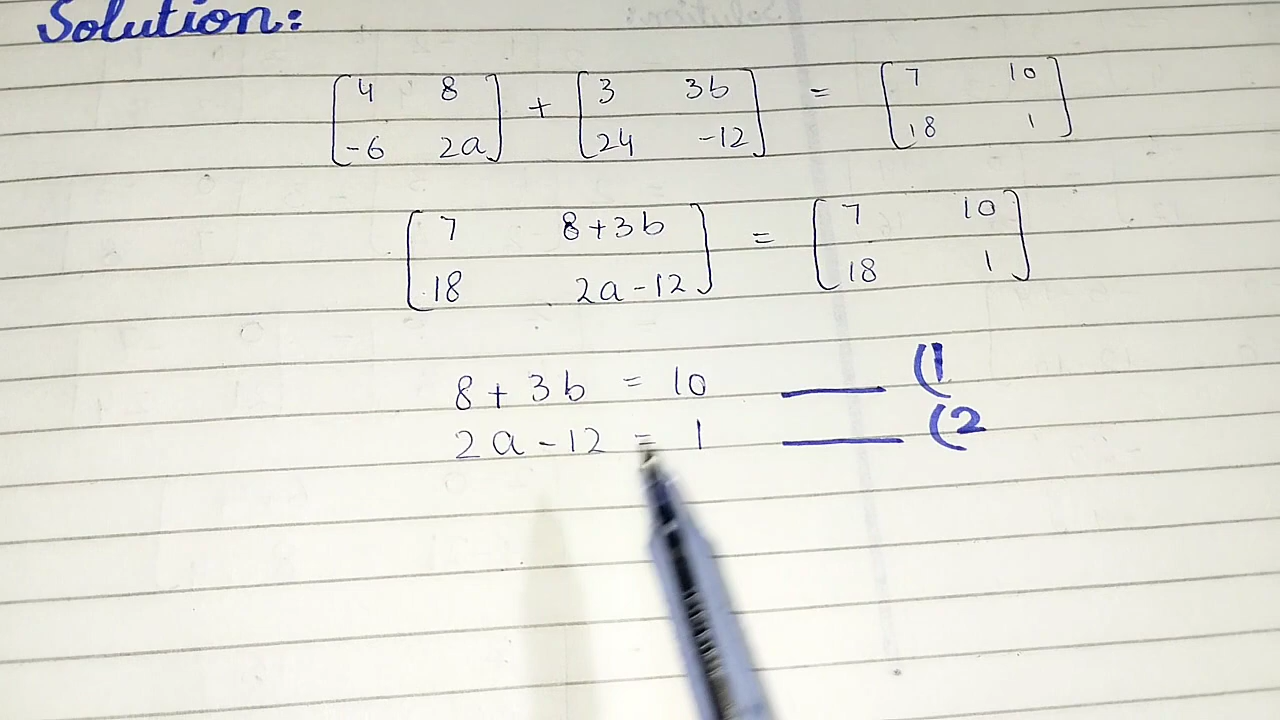 Solution:
[4 8] + [3 3b] = [7 10]
[-6 2a] [24 -12] [18 1]
[7 8+3b] = [7 10]
[18 2a-12] [18 1]
8 + 3b = 10 —— (1
2a - 12 = 1 —— (2